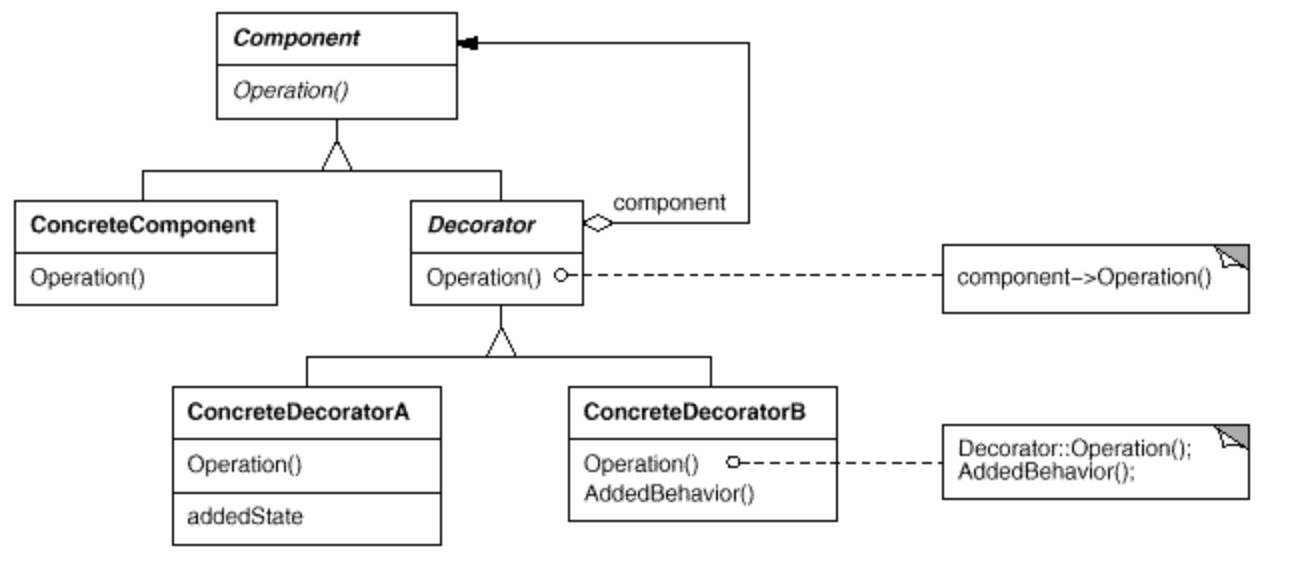 Component
Operation()
component
ConcreteComponent
Operation()
Decorator
Operation()
component–>Operation()
ConcreteDecoratorA
Operation()
addedState
ConcreteDecoratorB
Operation()
AddedBehavior()
Decorator::Operation();
AddedBehavior();